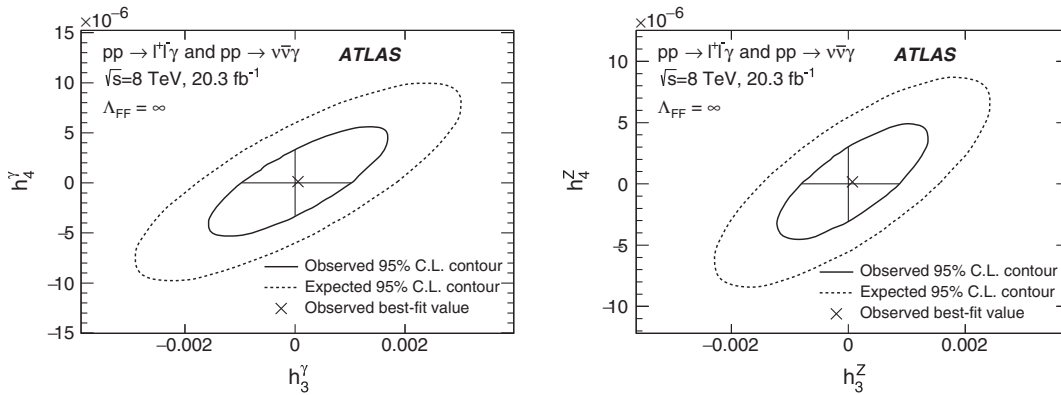 ×10⁻⁶
15
10
5
0
−5
−10
−15
pp → l⁺l⁻γ and pp → νν̅γ
ATLAS
√s=8 TeV, 20.3 fb⁻¹
Λ_FF = ∞
Observed 95% C.L. contour
Expected 95% C.L. contour
Observed best-fit value
−0.002 0 0.002
h₃^γ
h₄^γ
×10⁻⁶
10
5
0
−5
−10
pp → l⁺l⁻γ and pp → νν̅γ
ATLAS
√s=8 TeV, 20.3 fb⁻¹
Λ_FF = ∞
Observed 95% C.L. contour
Expected 95% C.L. contour
Observed best-fit value
−0.002 0 0.002
h₃^Z
h₄^Z